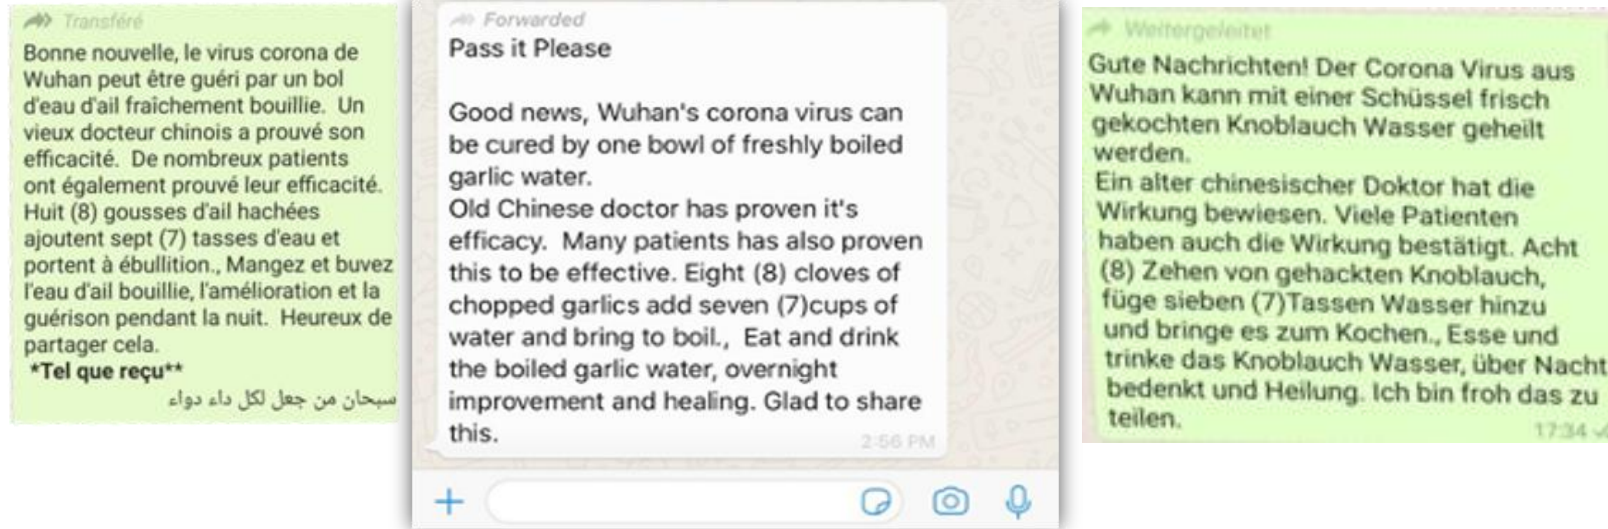 Transféré
Bonne nouvelle, le virus corona de
Wuhan peut être guéri par un bol
d'eau d'ail fraîchement bouillie. Un
vieux docteur chinois a prouvé son
efficacité. De nombreux patients
ont également prouvé leur efficacité.
Huit (8) gousses d'ail hachées
ajoutent sept (7) tasses d'eau et
portent à ébullition., Mangez et buvez
l'eau d'ail bouillie, l'amélioration et la
guérison pendant la nuit. Heureux de
partager cela.
*Tel que reçu**
سبحان من جعل لكل داء دواء
Forwarded
Pass it Please
Good news, Wuhan's corona virus can
be cured by one bowl of freshly boiled
garlic water.
Old Chinese doctor has proven it's
efficacy. Many patients has also proven
this to be effective. Eight (8) cloves of
chopped garlics add seven (7)cups of
water and bring to boil., Eat and drink
the boiled garlic water, overnight
improvement and healing. Glad to share
this.
2:56 PM
Weitergeleitet
Gute Nachrichten! Der Corona Virus aus
Wuhan kann mit einer Schüssel frisch
gekochten Knoblauch Wasser geheilt
werden.
Ein alter chinesischer Doktor hat die
Wirkung bewiesen. Viele Patienten
haben auch die Wirkung bestätigt. Acht
(8) Zehen von gehackten Knoblauch,
füge sieben (7)Tassen Wasser hinzu
und bringe es zum Kochen., Esse und
trinke das Knoblauch Wasser, über Nacht
bedenkt und Heilung. Ich bin froh das zu
teilen.
17:34